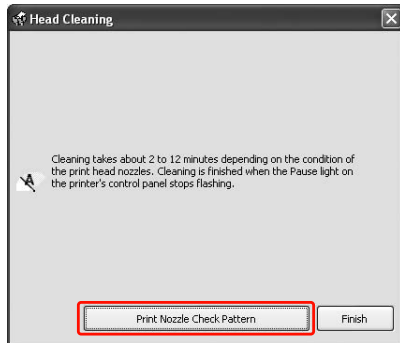 Head Cleaning
Cleaning takes about 2 to 12 minutes depending on the condition of
the print head nozzles. Cleaning is finished when the Pause light on
the printer's control panel stops flashing.
Print Nozzle Check Pattern
Finish